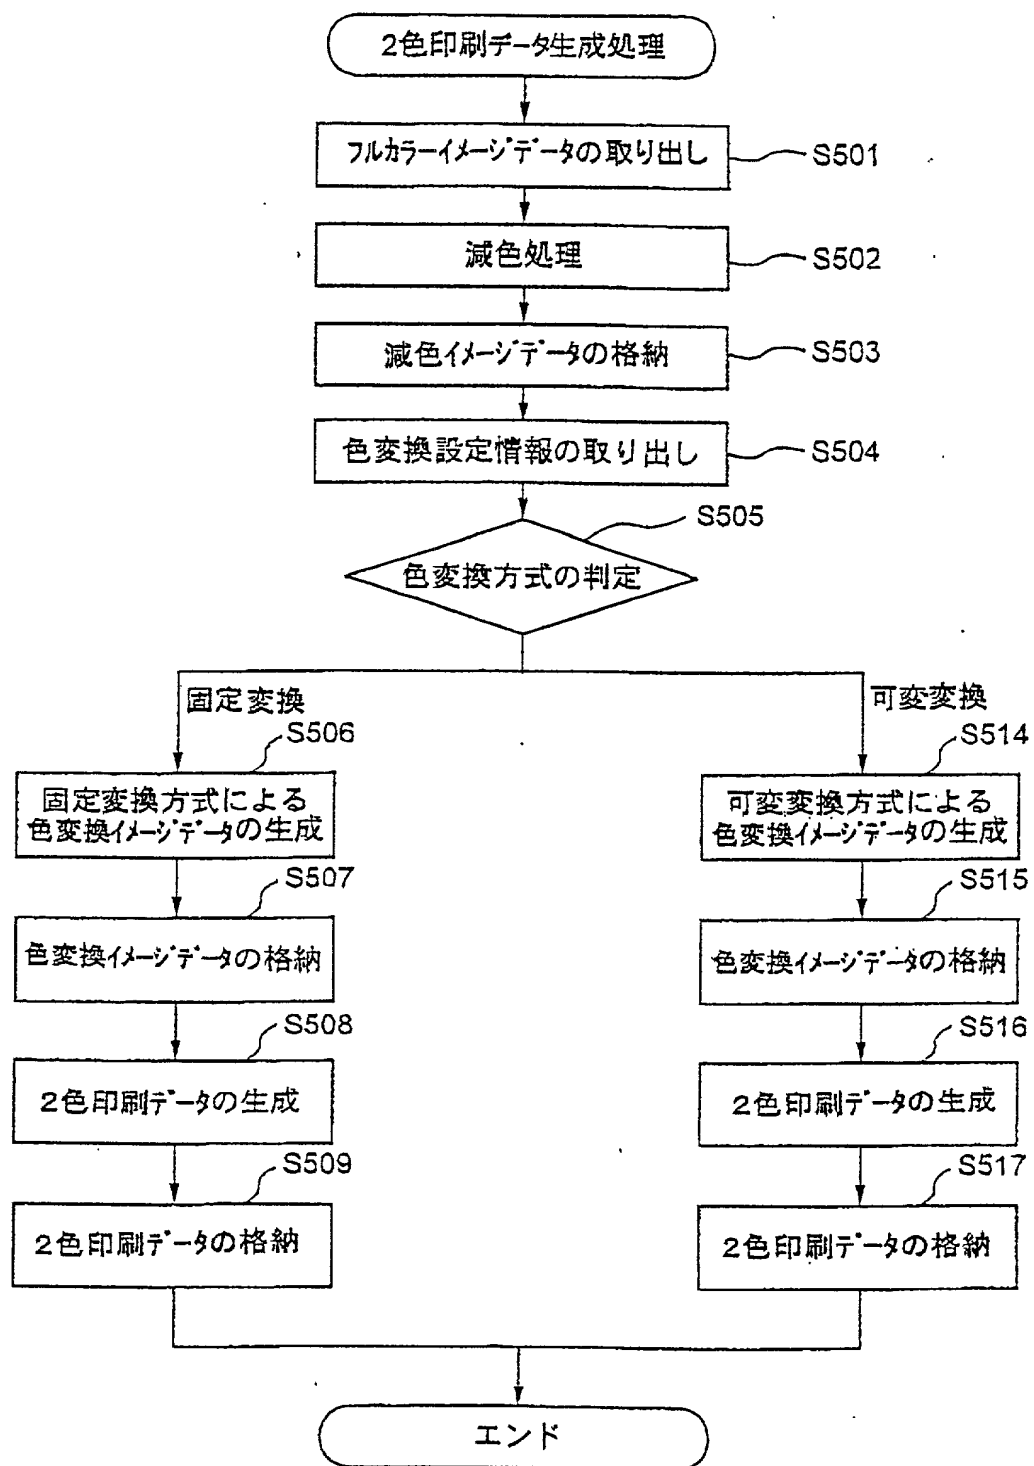 2色印刷データ生成処理
フルカラーイメージデータの取り出し
S501
減色処理
S502
減色イメージデータの格納
S503
色変換設定情報の取り出し
S504
S505
色変換方式の判定
固定変換
可変変換
S506
固定変換方式による
色変換イメージデータの生成
S507
色変換イメージデータの格納
S508
2色印刷データの生成
S509
2色印刷データの格納
S514
可変変換方式による
色変換イメージデータの生成
S515
色変換イメージデータの格納
S516
2色印刷データの生成
S517
2色印刷データの格納
エンド